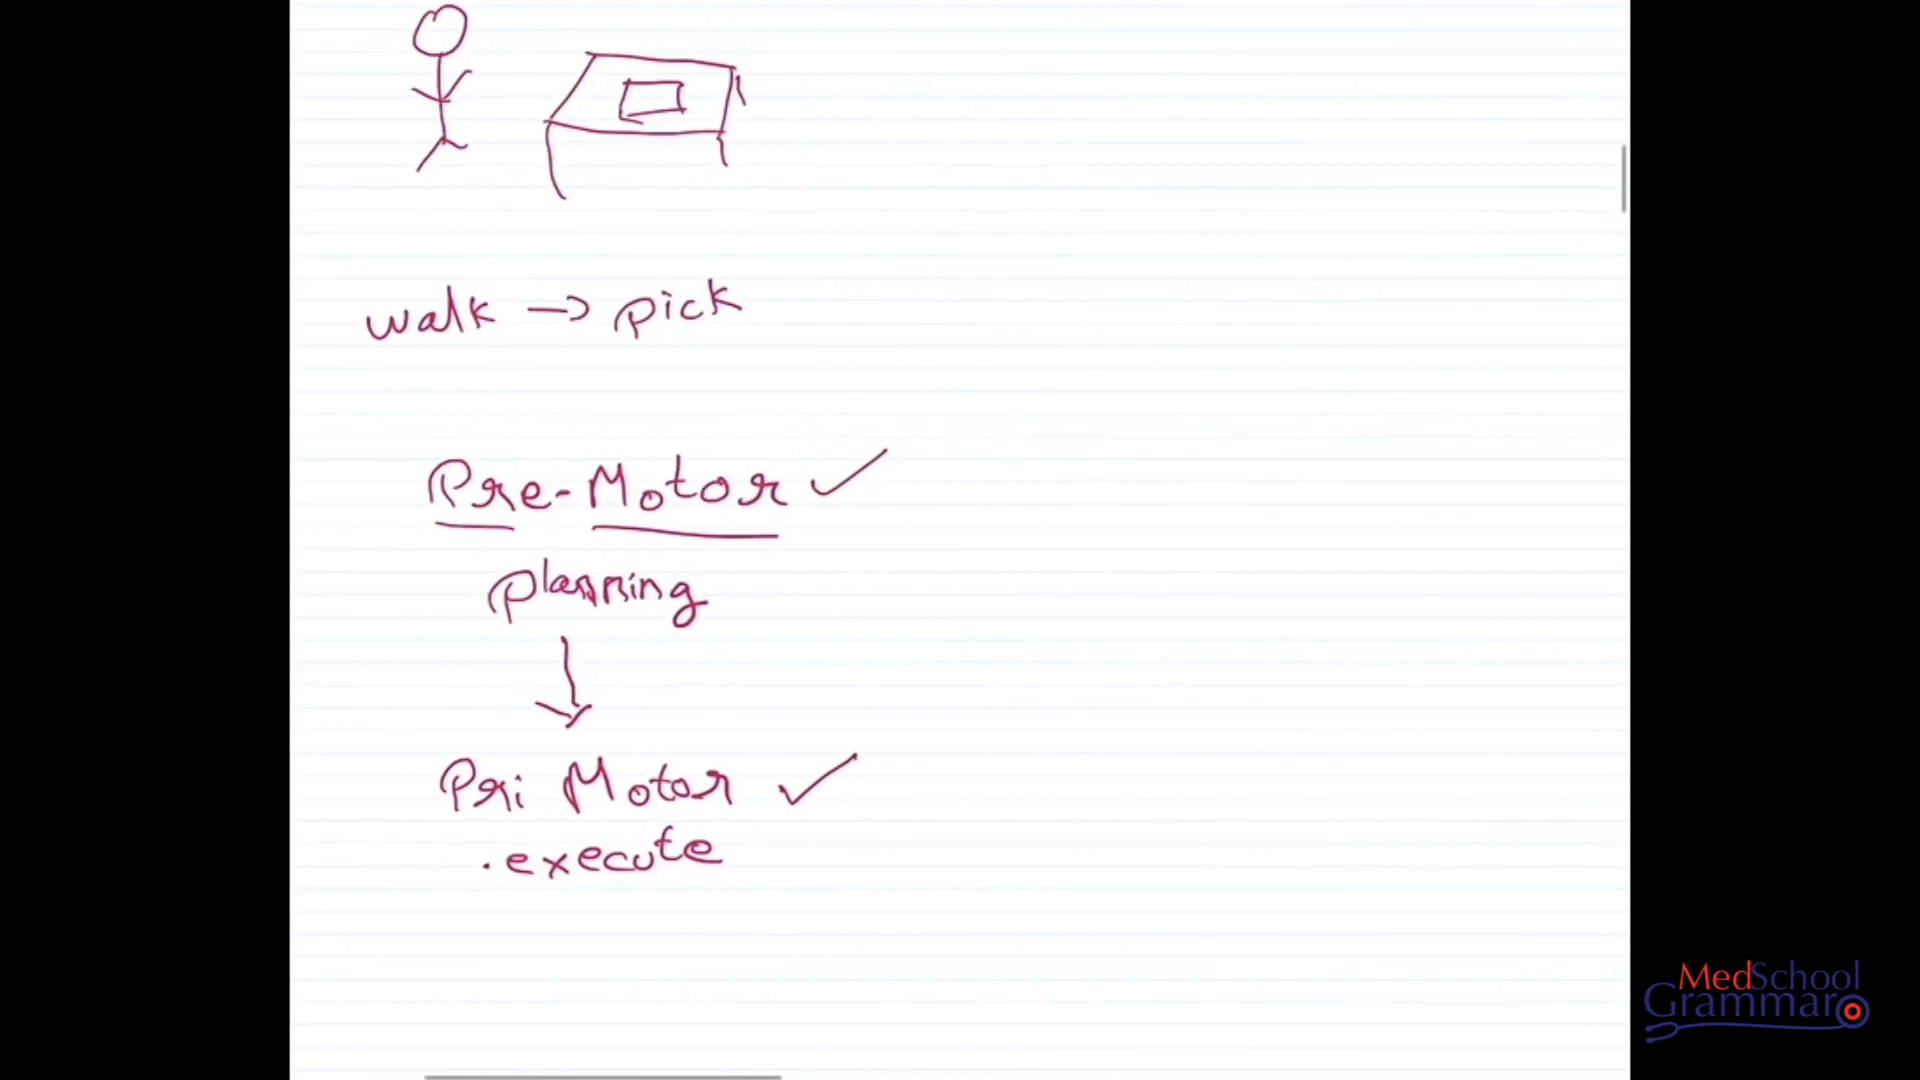 walk → pick
Pre-Motor ✓
planning
↓
Pri Motor ✓
. execute
MedSchool
Grammar